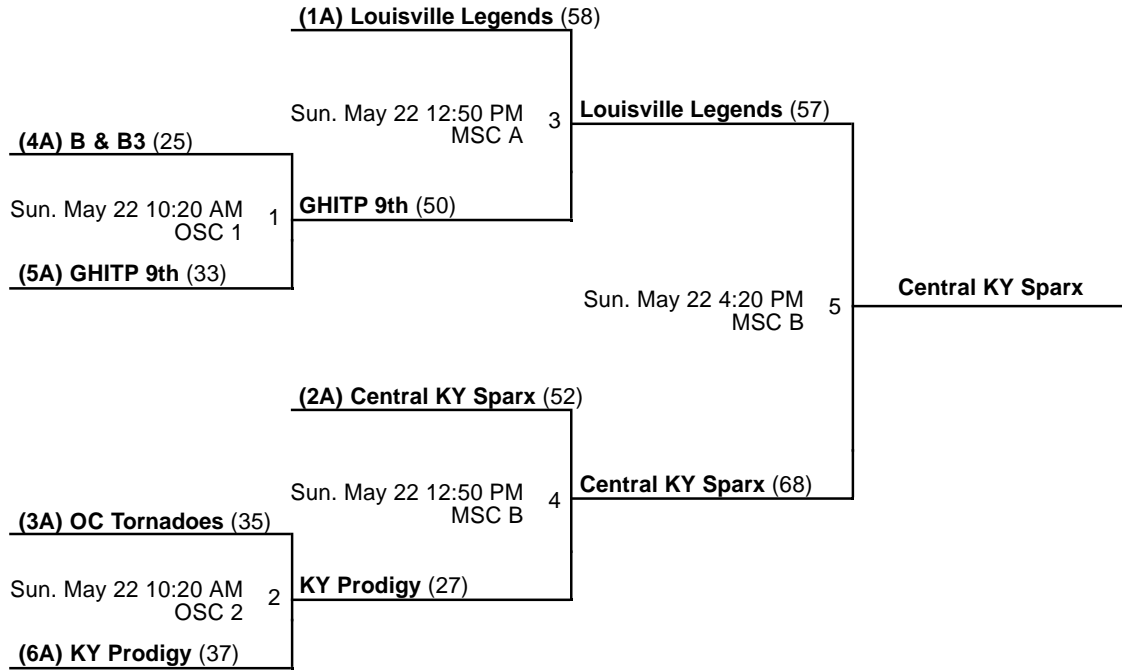 (1A) Louisville Legends (58)
Sun. May 22 12:50 PM
MSC A
3
Louisville Legends (57)
(4A) B & B3 (25)
Sun. May 22 10:20 AM
OSC 1
1
GHITP 9th (50)
(5A) GHITP 9th (33)
Sun. May 22 4:20 PM
MSC B
5
Central KY Sparx
(2A) Central KY Sparx (52)
Sun. May 22 12:50 PM
MSC B
4
Central KY Sparx (68)
(3A) OC Tornadoes (35)
Sun. May 22 10:20 AM
OSC 2
2
KY Prodigy (27)
(6A) KY Prodigy (37)